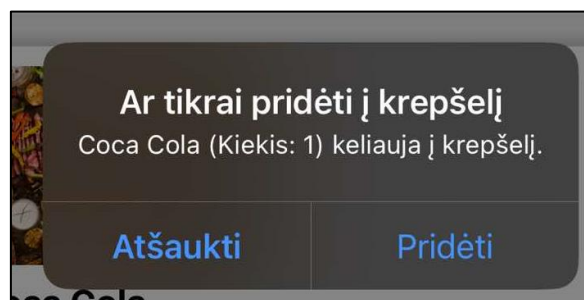 Ar tikrai pridėti į krepšelį
Coca Cola (Kiekis: 1) keliauja į krepšelį.
Atšaukti
Pridėti